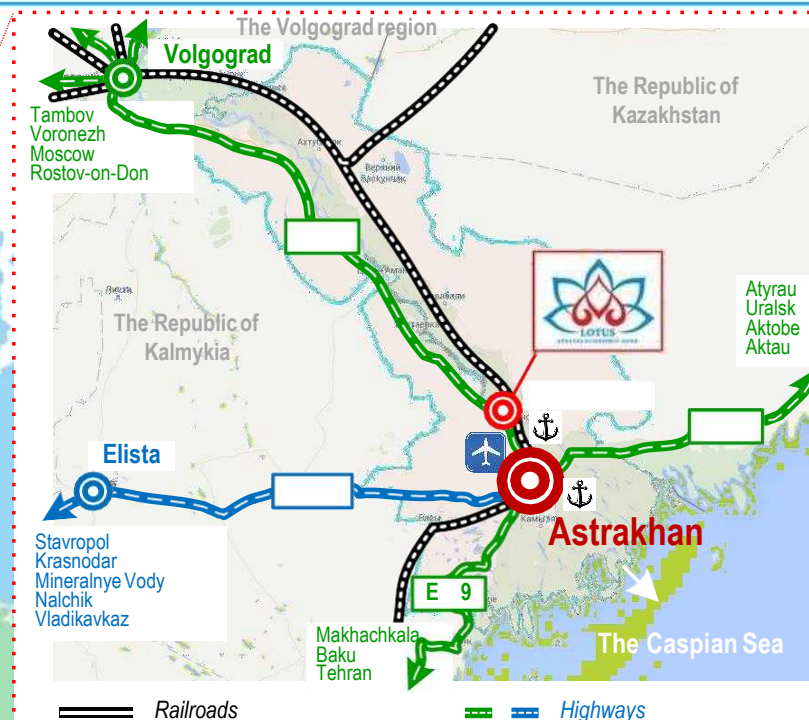 The Volgograd region
Volgograd
The Republic of
Kazakhstan
Tambov
Voronezh
Moscow
Rostov-on-Don
Верхний
Баскунчак
LOTUS
Atyrau
Uralsk
Aktobe
Aktau
The Republic of
Kalmykia
Elista
Astrakhan
Stavropol
Krasnodar
Mineralnye Vody
Nalchik
Vladikavkaz
E 9
Makhachkala
Baku
Tehran
The Caspian Sea
Railroads
Highways